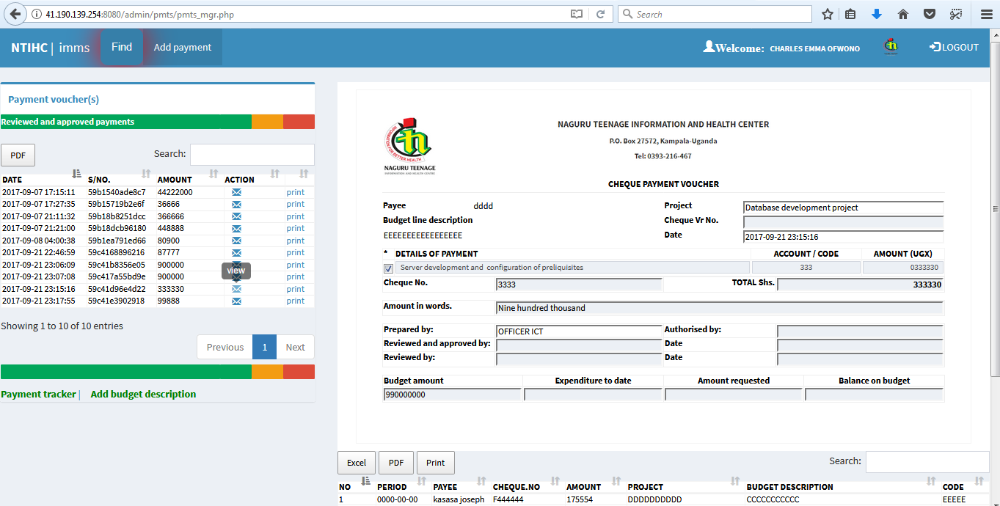 41.190.139.254:8080/admin/pmts/pmts_mgr.php
Search
NTIHC | imms Find Add payment
Welcome: CHARLES EMMA OFWONO LOGOUT
Payment voucher(s)
Reviewed and approved payments
PDF Search:
DATE S/NO. AMOUNT ACTION
2017-09-07 17:15:11 59b1540ade8c7 44222000 print
2017-09-07 17:27:35 59b15719b2e6f 36666 print
2017-09-07 21:11:32 59b18b8251dcc 366666 print
2017-09-07 21:21:00 59b18dcb96180 448888 print
2017-09-08 04:00:38 59b1ea791ed66 80900 print
2017-09-21 22:46:59 59c4168896216 87777 print
2017-09-21 23:06:09 59c41b8356e05 900000 print
view
2017-09-21 23:07:08 59c417a55bd9e 900000 print
2017-09-21 23:15:16 59c41d96e4d22 333330 print
2017-09-21 23:17:55 59c41e3902918 99888 print
Showing 1 to 10 of 10 entries
Previous 1 Next
Payment tracker | Add budget description
NAGURU TEENAGE
INFORMATION AND HEALTH CENTRE
NAGURU TEENAGE INFORMATION AND HEALTH CENTER
P.O. Box 27572, Kampala-Uganda
Tel: 0393-216-467
CHEQUE PAYMENT VOUCHER
Payee dddd Project Database development project
Budget line description Cheque Vr No.
EEEEEEEEEEEEEEEEE Date 2017-09-21 23:15:16
* DETAILS OF PAYMENT ACCOUNT / CODE AMOUNT (UGX)
Server development and configuration of preliquisites 333 0333330
Cheque No. 3333 TOTAL Shs. 333330
Amount in words. Nine hundred thousand
Prepared by: OFFICER ICT Authorised by:
Reviewed and approved by: Date
Reviewed by: Date
Budget amount Expenditure to date Amount requested Balance on budget
990000000
Excel PDF Print Search:
NO PERIOD PAYEE CHEQUE.NO AMOUNT PROJECT BUDGET DESCRIPTION CODE
1 0000-00-00 kasasa joseph F444444 175554 DDDDDDDDDD CCCCCCCCCCC EEEEE